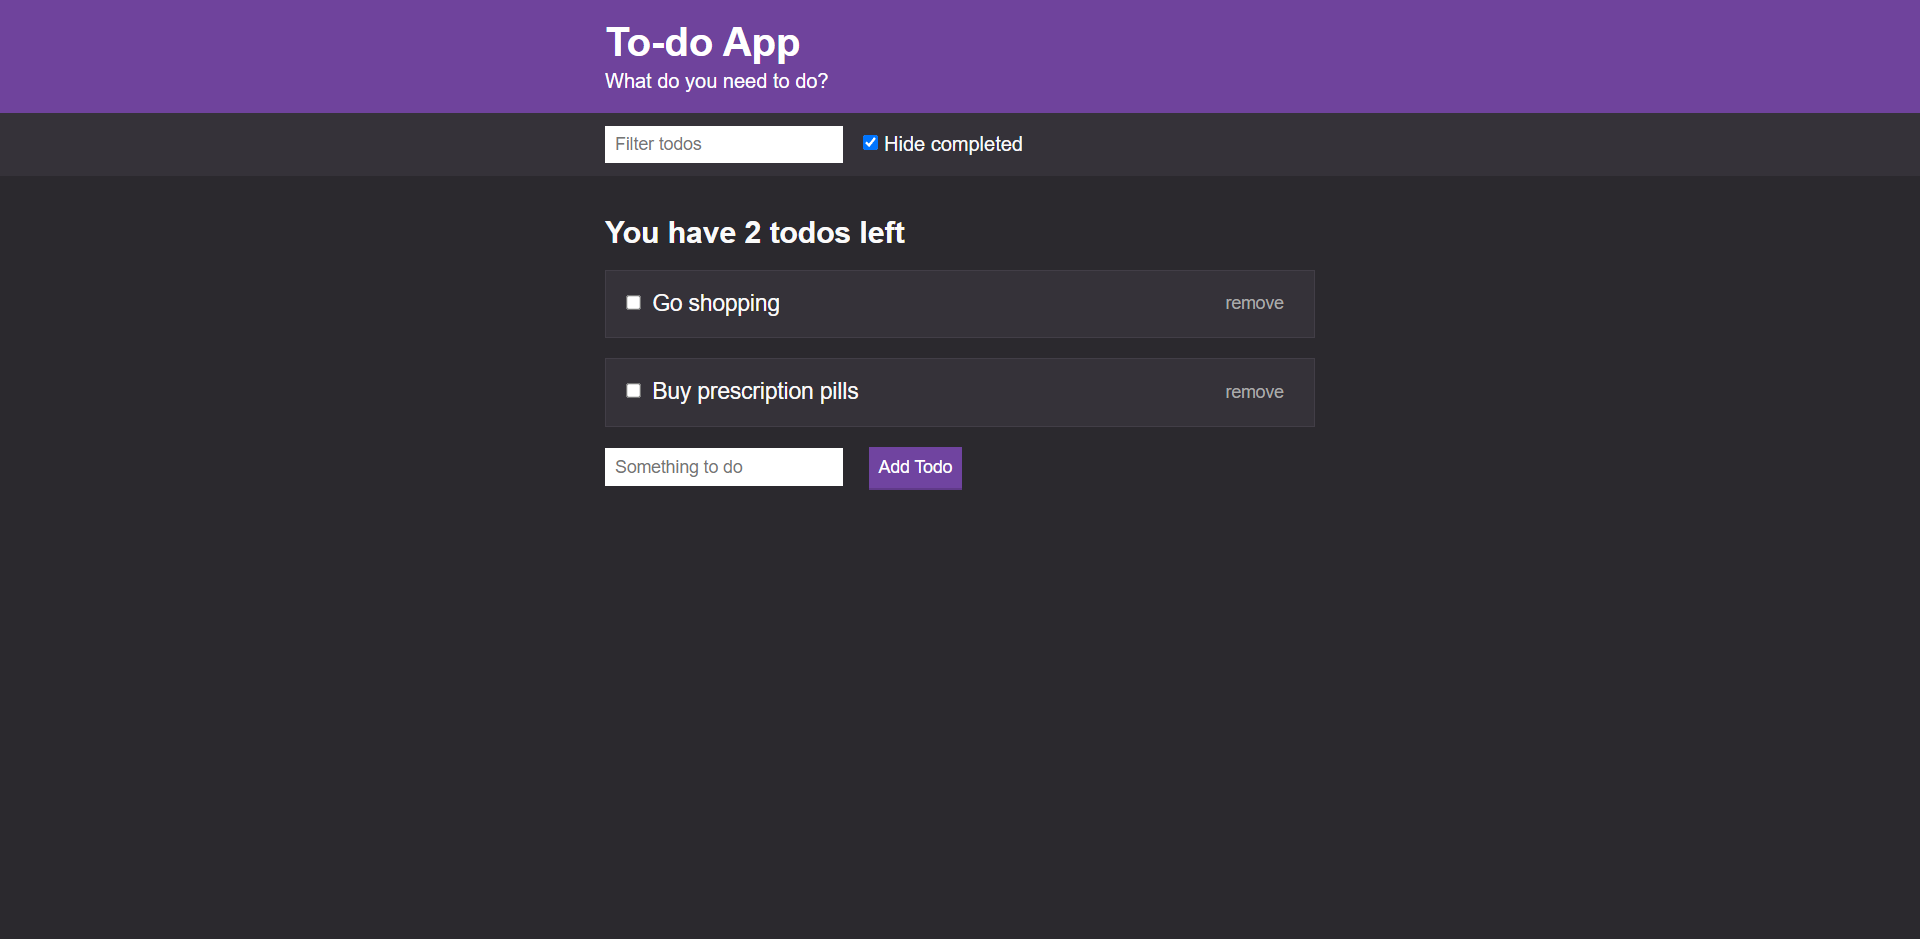 To-do App
What do you need to do?
Filter todos
Hide completed
You have 2 todos left
Go shopping
remove
Buy prescription pills
remove
Something to do
Add Todo